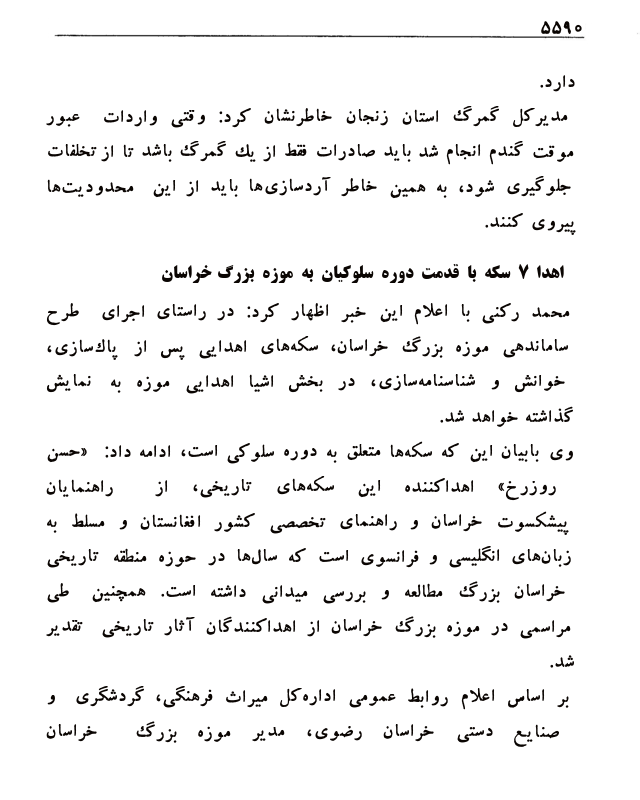 ۵۵۹۰
دارد.
مدیرکل گمرک استان زنجان خاطرنشان کرد: وقتی واردات عبور
موقت گندم انجام شد باید صادرات فقط از یك گمرگ باشد تا از تخلفات
جلوگیری شود، به همین خاطر آردسازی‌ها باید از این محدودیت‌ها
پیروی کنند.
اهدا ۷ سکه با قدمت دوره سلوکیان به موزه بزرگ خراسان
محمد رکنی با اعلام این خبر اظهار کرد: در راستای اجرای طرح
ساماندهی موزه بزرگ خراسان، سکه‌های اهدایی پس از پاك‌سازی،
خوانش و شناسنامه‌سازی، در بخش اشیا اهدایی موزه به نمایش
گذاشته خواهد شد.
وی بابیان این که سکه‌ها متعلق به دوره سلوکی است، ادامه داد: «حسن
روزرخ» اهداکننده این سکه‌های تاریخی، از راهنمایان
پیشکسوت خراسان و راهنمای تخصصی کشور افغانستان و مسلط به
زبان‌های انگلیسی و فرانسوی است که سال‌ها در حوزه منطقه تاریخی
خراسان بزرگ مطالعه و بررسی میدانی داشته است. همچنین طی
مراسمی در موزه بزرگ خراسان از اهداکنندگان آثار تاریخی تقدیر
شد.
بر اساس اعلام روابط عمومی اداره‌کل میراث فرهنگی، گردشگری و
صنایع دستی خراسان رضوی، مدیر موزه بزرگ خراسان